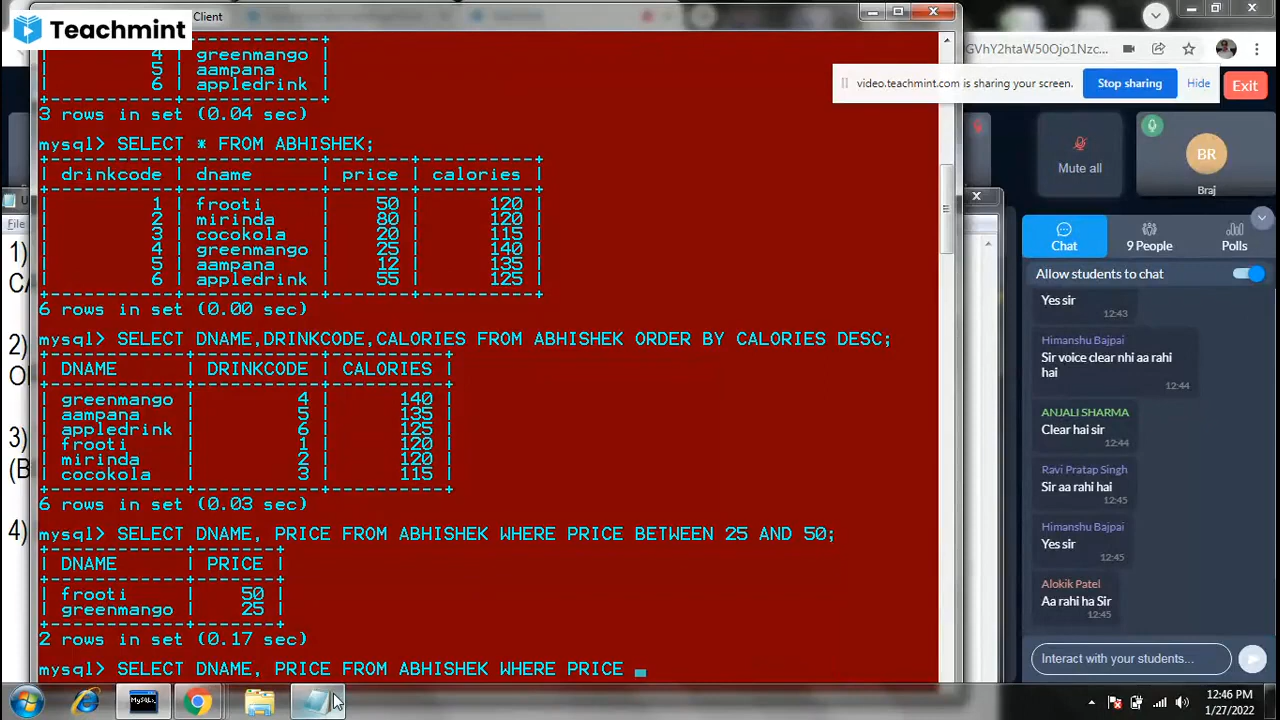 Teachmint
Client
GVhY2htaW50Ojo1Nzc...
video.teachmint.com is sharing your screen.
Stop sharing
Hide
Exit
| 4 | greenmango |
| 5 | aampana |
| 6 | appledrink |
+-----------+------------+
3 rows in set (0.04 sec)
mysql> SELECT * FROM ABHISHEK;
+-----------+------------+-------+----------+
| drinkcode | dname | price | calories |
+-----------+------------+-------+----------+
| 1 | frooti | 50 | 120 |
| 2 | mirinda | 80 | 120 |
| 3 | cocokola | 20 | 115 |
| 4 | greenmango | 25 | 140 |
| 5 | aampana | 12 | 135 |
| 6 | appledrink | 55 | 125 |
+-----------+------------+-------+----------+
6 rows in set (0.00 sec)
mysql> SELECT DNAME,DRINKCODE,CALORIES FROM ABHISHEK ORDER BY CALORIES DESC;
+------------+-----------+----------+
| DNAME | DRINKCODE | CALORIES |
+------------+-----------+----------+
| greenmango | 4 | 140 |
| aampana | 5 | 135 |
| appledrink | 6 | 125 |
| frooti | 1 | 120 |
| mirinda | 2 | 120 |
| cocokola | 3 | 115 |
+------------+-----------+----------+
6 rows in set (0.03 sec)
mysql> SELECT DNAME, PRICE FROM ABHISHEK WHERE PRICE BETWEEN 25 AND 50;
+------------+-------+
| DNAME | PRICE |
+------------+-------+
| frooti | 50 |
| greenmango | 25 |
+------------+-------+
2 rows in set (0.17 sec)
mysql> SELECT DNAME, PRICE FROM ABHISHEK WHERE PRICE
File
1)
2)
3)
(B
4)
Mute all
BR
Braj
Chat
9 People
Polls
Allow students to chat
Yes sir
12:43
Himanshu Bajpai
Sir voice clear nhi aa rahi
hai
12:44
ANJALI SHARMA
Clear hai sir
12:44
Ravi Pratap Singh
Sir aa rahi hai
12:45
Himanshu Bajpai
Yes sir
12:45
Alokik Patel
Aa rahi ha Sir
12:45
Interact with your students...
MySQL
12:46 PM
1/27/2022